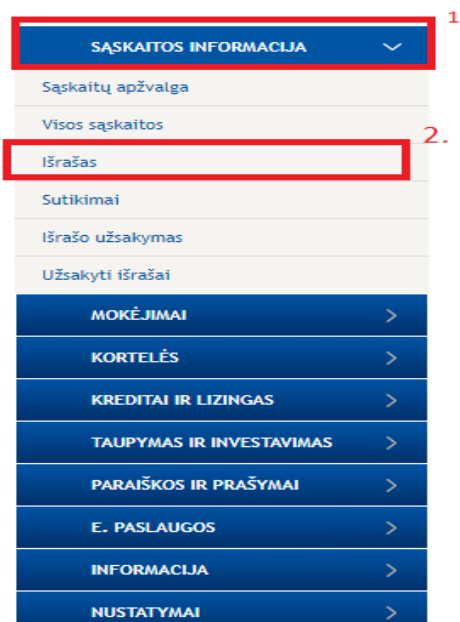 1
SĄSKAITOS INFORMACIJA
Sąskaitų apžvalga
Visos sąskaitos
2.
Išrašas
Sutikimai
Išrašo užsakymas
Užsakyti išrašai
MOKĖJIMAI
KORTELĖS
KREDITAI IR LIZINGAS
TAUPYMAS IR INVESTAVIMAS
PARAIŠKOS IR PRAŠYMAI
E. PASLAUGOS
INFORMACIJA
NUSTATYMAI